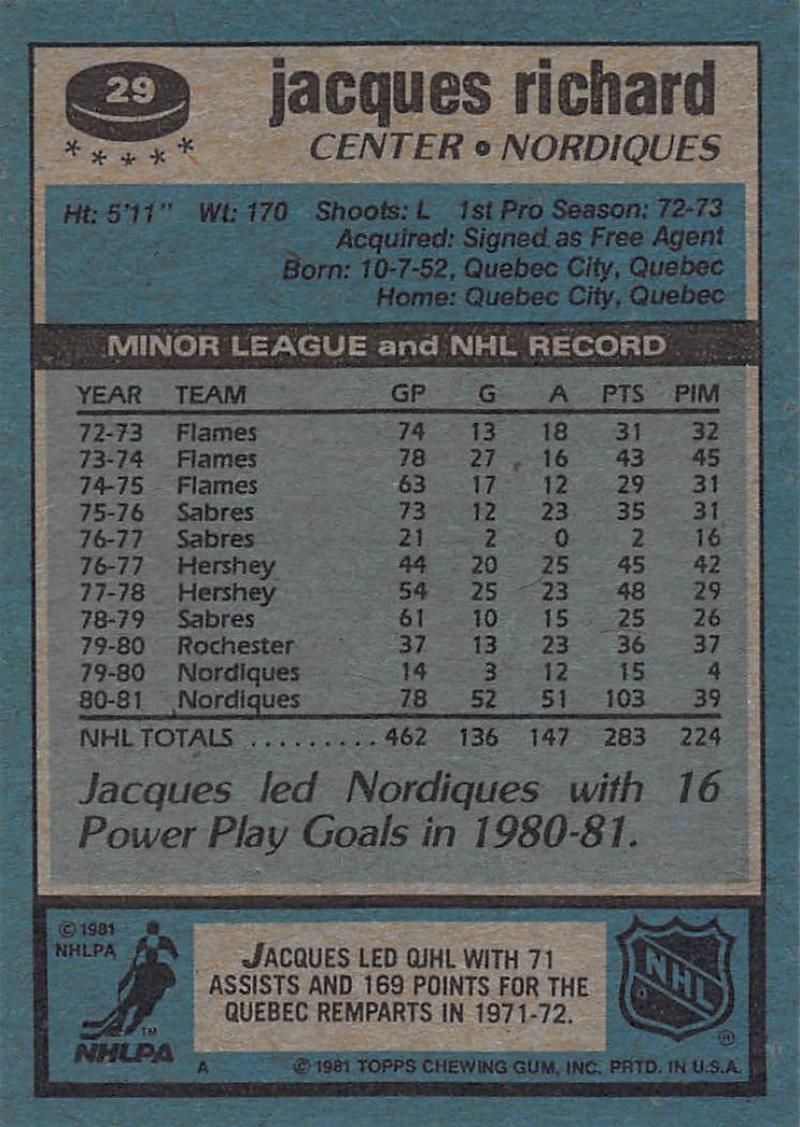 29
jacques richard
CENTER • NORDIQUES
Ht: 5'11" Wt: 170 Shoots: L 1st Pro Season: 72-73
Acquired: Signed as Free Agent
Born: 10-7-52, Quebec City, Quebec
Home: Quebec City, Quebec
MINOR LEAGUE and NHL RECORD
YEAR TEAM GP G A PTS PIM
72-73 Flames 74 13 18 31 32
73-74 Flames 78 27 16 43 45
74-75 Flames 63 17 12 29 31
75-76 Sabres 73 12 23 35 31
76-77 Sabres 21 2 0 2 16
76-77 Hershey 44 20 25 45 42
77-78 Hershey 54 25 23 48 29
78-79 Sabres 61 10 15 25 26
79-80 Rochester 37 13 23 36 37
79-80 Nordiques 14 3 12 15 4
80-81 Nordiques 78 52 51 103 39
NHL TOTALS .......... 462 136 147 283 224
Jacques led Nordiques with 16
Power Play Goals in 1980-81.
© 1981
NHLPA
TM
NHLPA
JACQUES LED QJHL WITH 71
ASSISTS AND 169 POINTS FOR THE
QUEBEC REMPARTS IN 1971-72.
NHL
®
A © 1981 TOPPS CHEWING GUM, INC. PRTD. IN U.S.A.